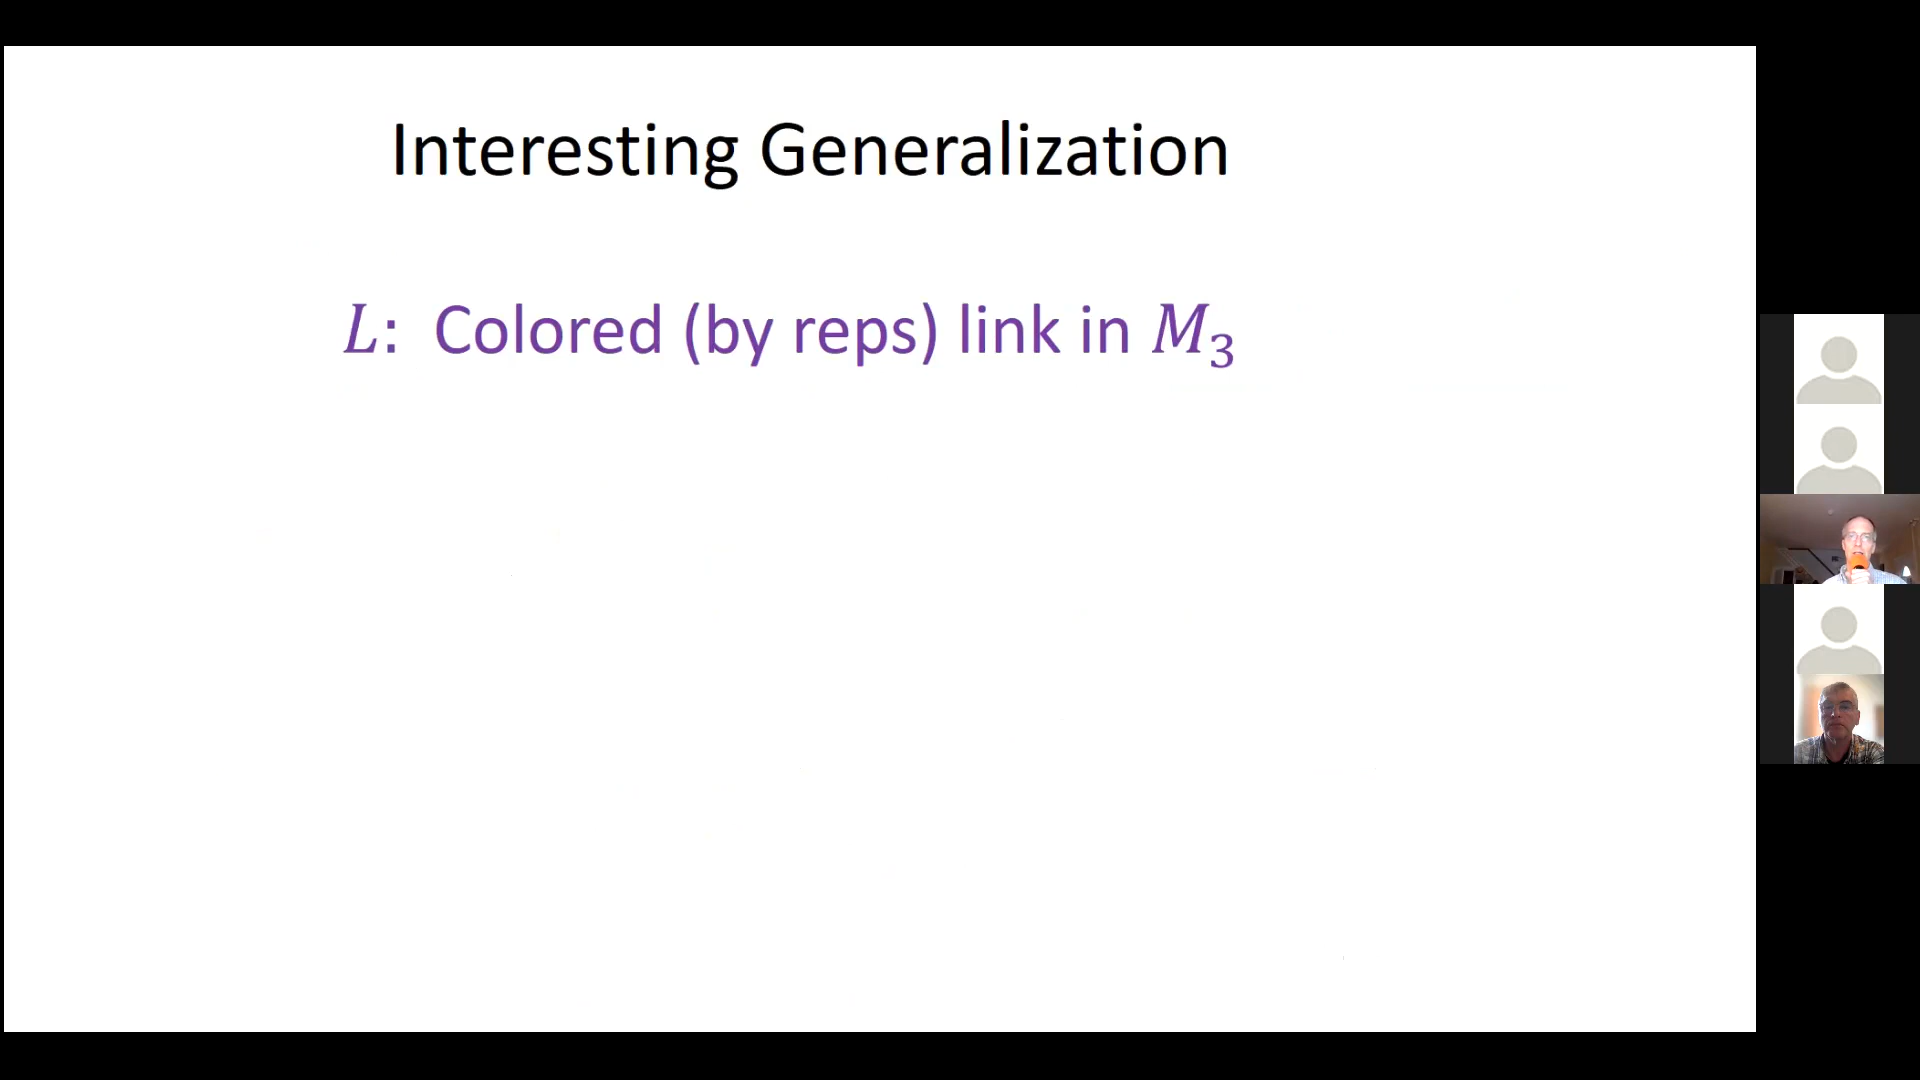 Interesting Generalization
L: Colored (by reps) link in M₃